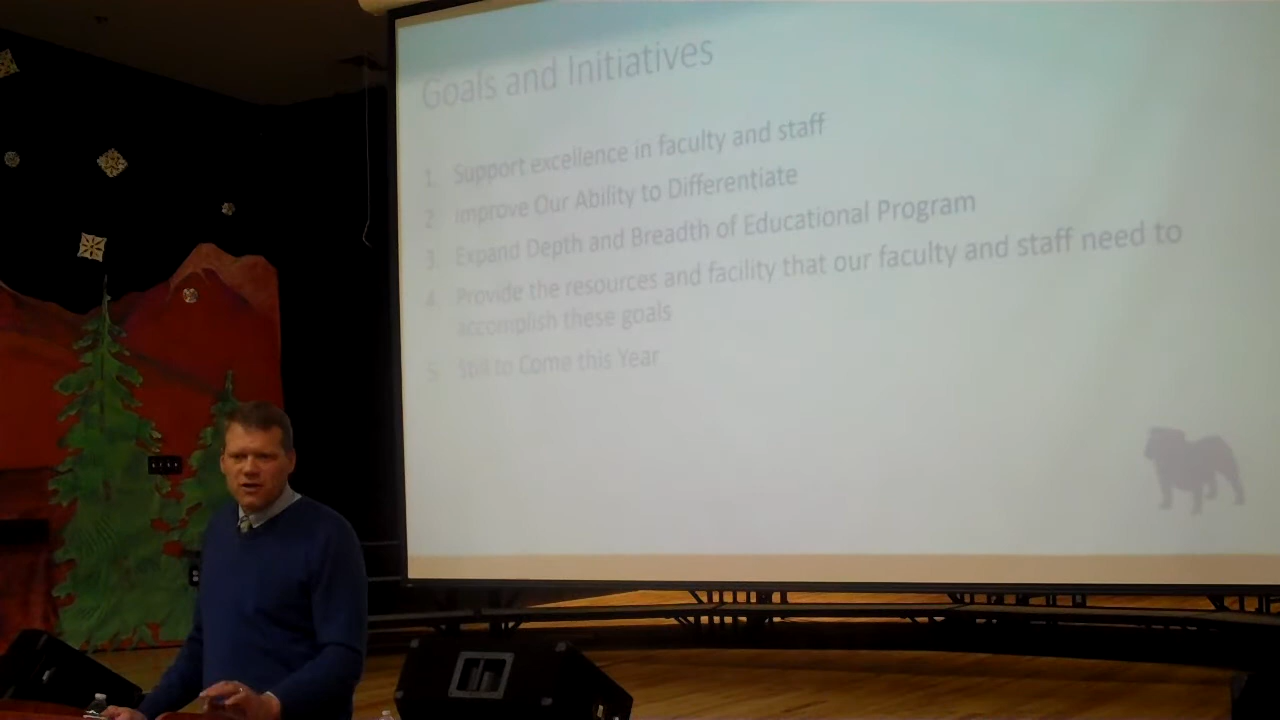 Goals and Initiatives
1. Support excellence in faculty and staff
2. Improve Our Ability to Differentiate
3. Expand Depth and Breadth of Educational Program
4. Provide the resources and facility that our faculty and staff need to
accomplish these goals
5. Still to Come this Year